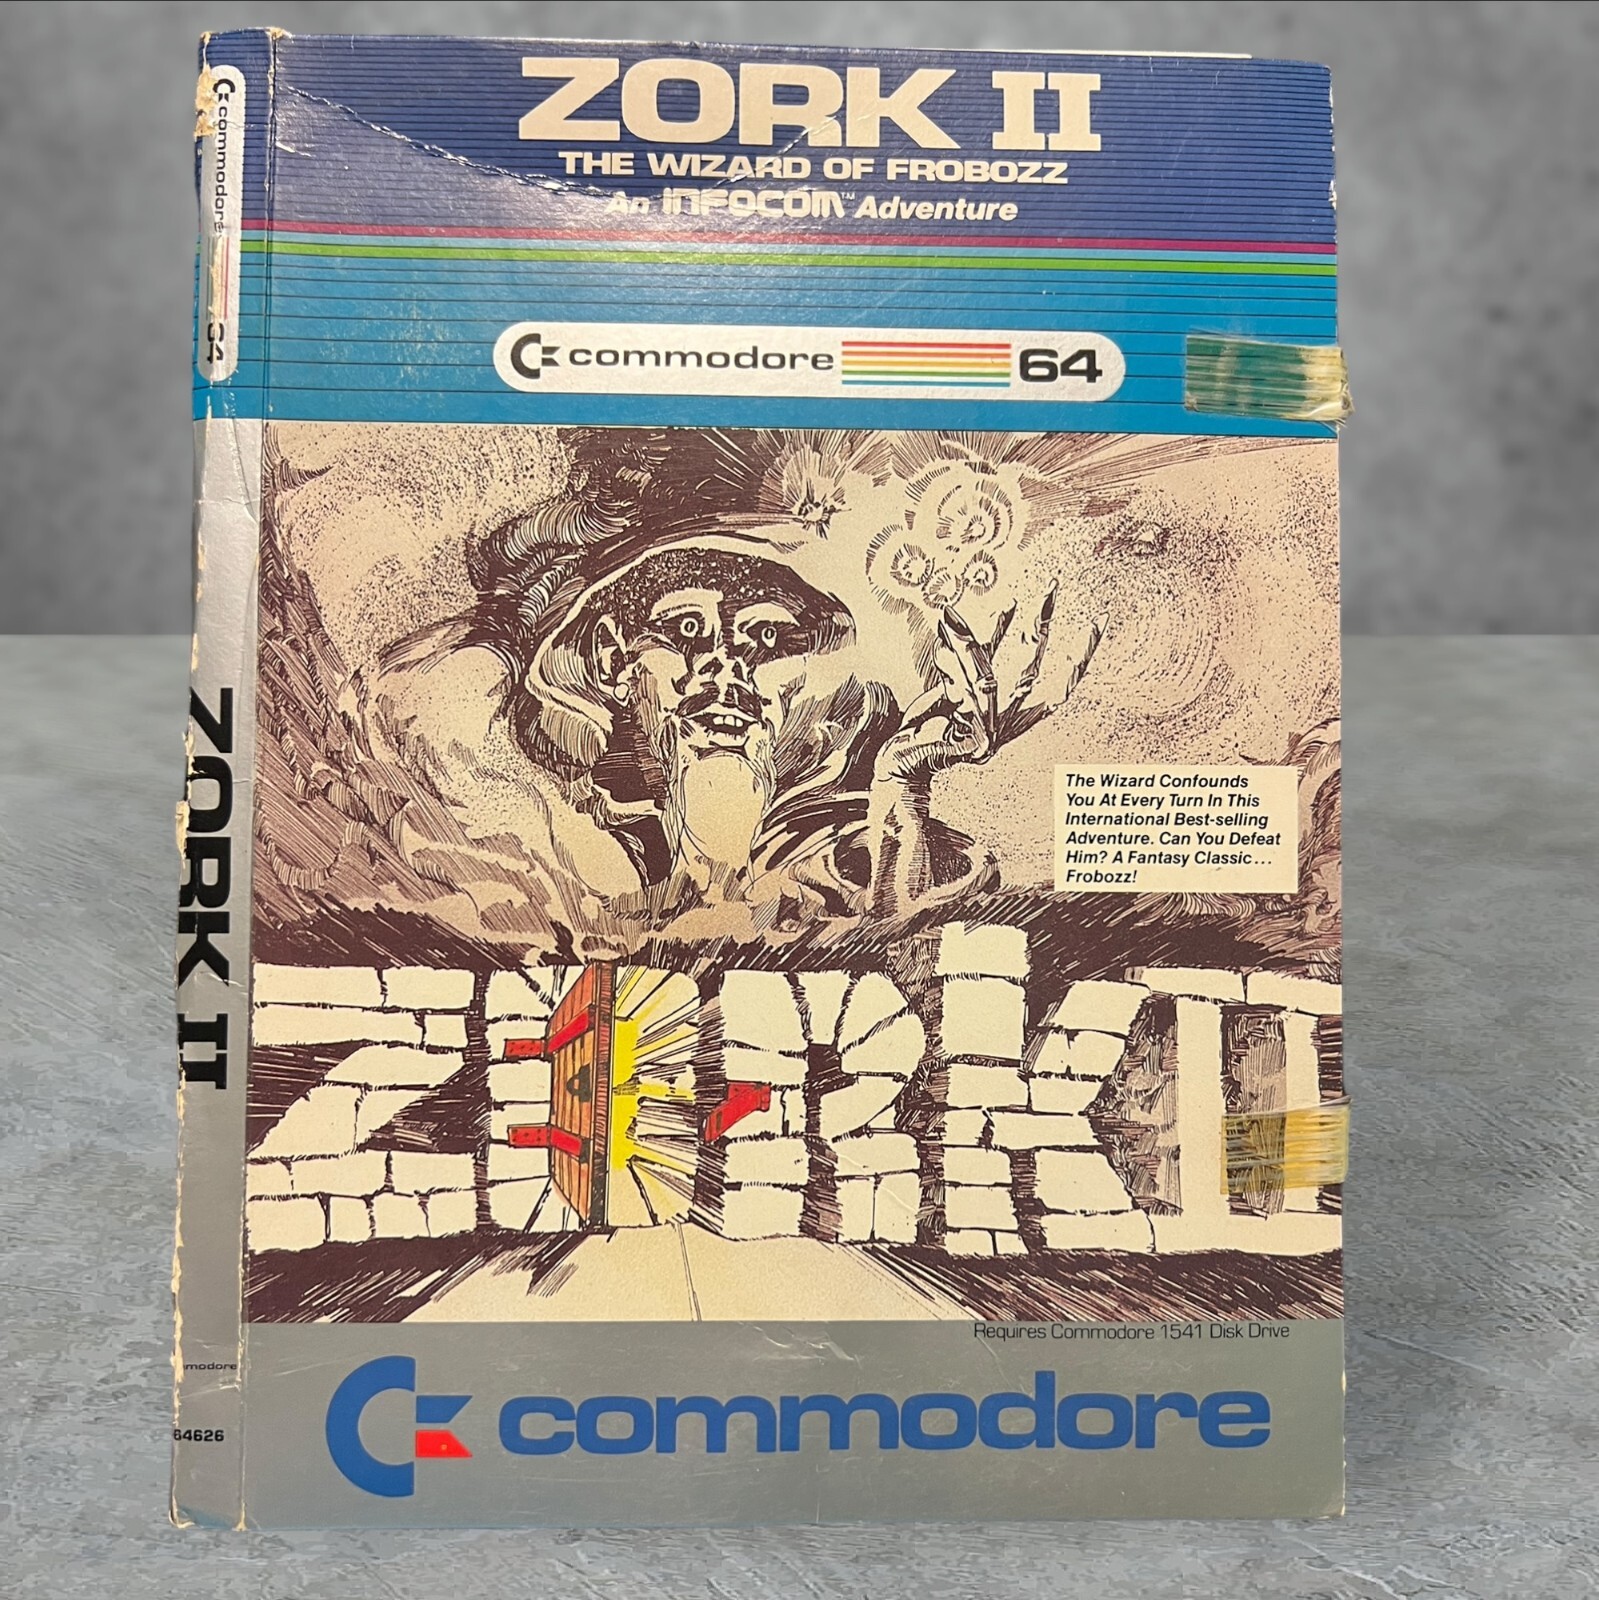 ZORK II
THE WIZARD OF FROBOZZ
An INFOCOM™ Adventure
commodore 64
The Wizard Confounds
You At Every Turn In This
International Best-selling
Adventure. Can You Defeat
Him? A Fantasy Classic...
Frobozz!
ZORK II
Requires Commodore 1541 Disk Drive
commodore
commodore 64
ZORK II
modore
64626